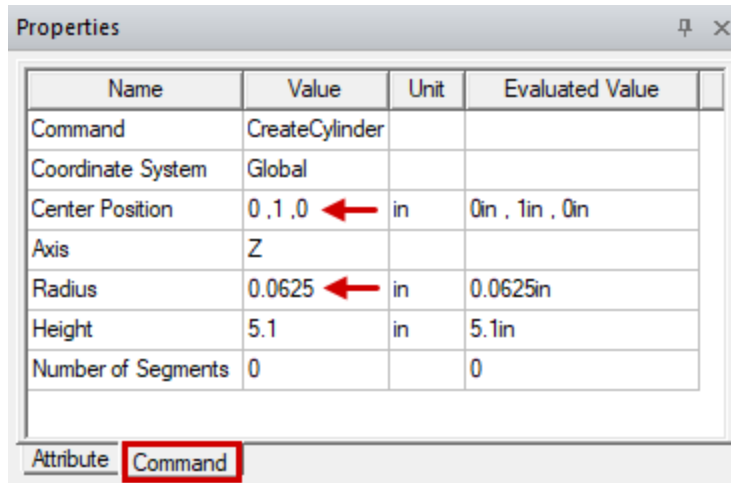 Properties
Name Value Unit Evaluated Value
Command CreateCylinder
Coordinate System Global
Center Position 0 ,1 ,0 in 0in , 1in , 0in
Axis Z
Radius 0.0625 in 0.0625in
Height 5.1 in 5.1in
Number of Segments 0 0
Attribute Command